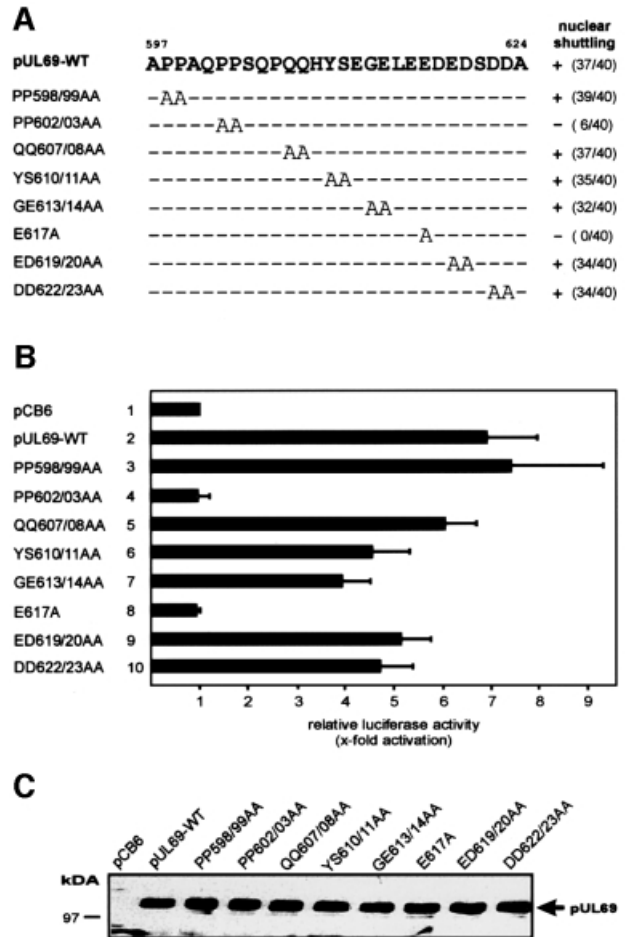 A
nuclear
shuttling
597 624
pUL69-WT APPAQPPSQPQQHYSEGELEEDEDSDDA + (37/40)
PP598/99AA -AA------------------------- + (39/40)
PP602/03AA -----AA--------------------- − ( 6/40)
QQ607/08AA ----------AA---------------- + (37/40)
YS610/11AA -------------AA------------- + (35/40)
GE613/14AA ----------------AA---------- + (32/40)
E617A --------------------A------- − ( 0/40)
ED619/20AA ----------------------AA---- + (34/40)
DD622/23AA -------------------------AA- + (34/40)
B
pCB6 1
pUL69-WT 2
PP598/99AA 3
PP602/03AA 4
QQ607/08AA 5
YS610/11AA 6
GE613/14AA 7
E617A 8
ED619/20AA 9
DD622/23AA 10
1 2 3 4 5 6 7 8 9
relative luciferase activity
(x-fold activation)
C
pCB6 pUL69-WT PP598/99AA PP602/03AA QQ607/08AA YS610/11AA GE613/14AA E617A ED619/20AA DD622/23AA
kDA
97
pUL69